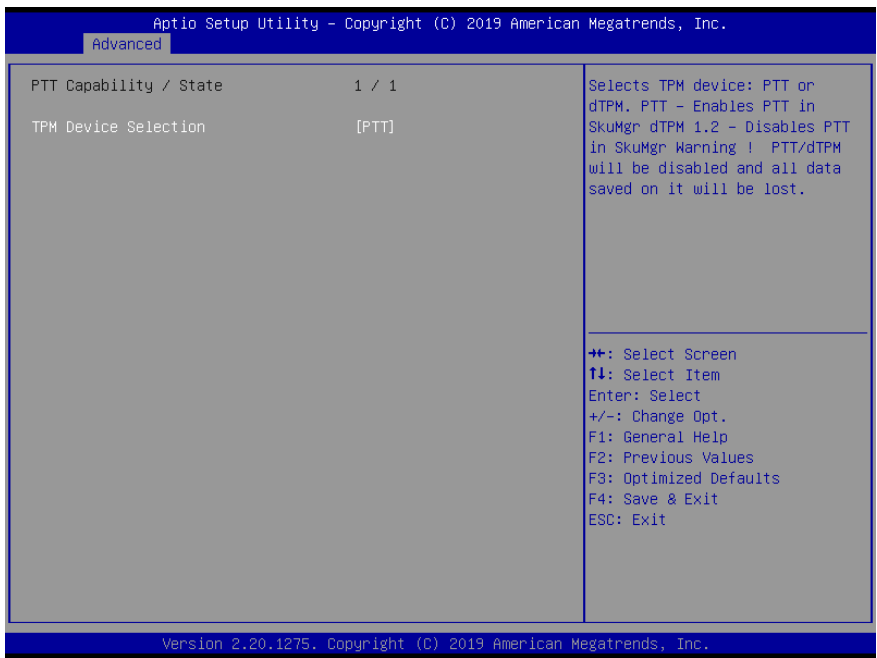 Aptio Setup Utility – Copyright (C) 2019 American Megatrends, Inc.
Advanced
PTT Capability / State 1 / 1
TPM Device Selection [PTT]
Selects TPM device: PTT or
dTPM. PTT – Enables PTT in
SkuMgr dTPM 1.2 – Disables PTT
in SkuMgr Warning ! PTT/dTPM
will be disabled and all data
saved on it will be lost.
→←: Select Screen
↑↓: Select Item
Enter: Select
+/–: Change Opt.
F1: General Help
F2: Previous Values
F3: Optimized Defaults
F4: Save & Exit
ESC: Exit
Version 2.20.1275. Copyright (C) 2019 American Megatrends, Inc.